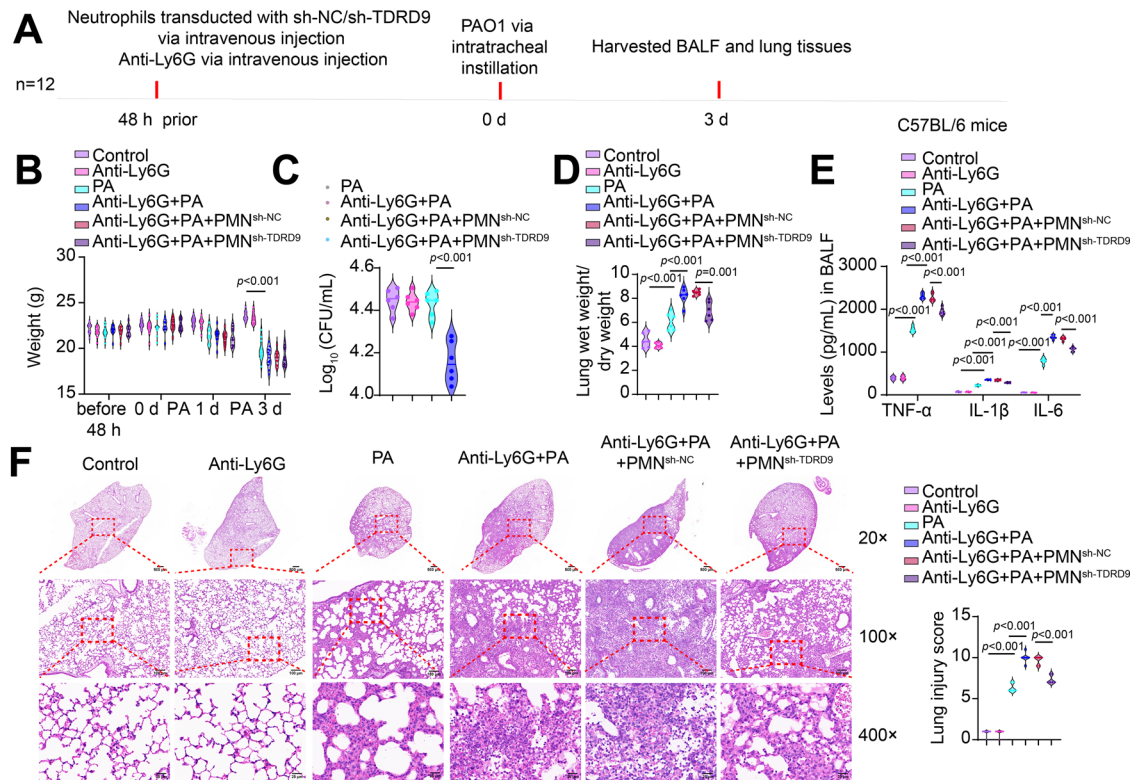 A
Neutrophils transducted with sh-NC/sh-TDRD9
via intravenous injection
Anti-Ly6G via intravenous injection
PAO1 via
intratracheal
instillation
Harvested BALF and lung tissues
n=12
48 h prior
0 d
3 d
C57BL/6 mice
B
Control
Anti-Ly6G
PA
Anti-Ly6G+PA
Anti-Ly6G+PA+PMNsh-NC
Anti-Ly6G+PA+PMNsh-TDRD9
Weight (g)
30
25
20
15
p<0.001
before
48 h
0 d
PA 1 d
PA 3 d
C
PA
Anti-Ly6G+PA
Anti-Ly6G+PA+PMNsh-NC
Anti-Ly6G+PA+PMNsh-TDRD9
Log10 (CFU/mL)
4.6
4.4
4.2
4.0
p<0.001
D
Control
Anti-Ly6G
PA
Anti-Ly6G+PA
Anti-Ly6G+PA+PMNsh-NC
Anti-Ly6G+PA+PMNsh-TDRD9
Lung wet weight/
dry weight
10
8
6
4
2
0
p<0.001
p<0.001
p=0.001
E
Control
Anti-Ly6G
PA
Anti-Ly6G+PA
Anti-Ly6G+PA+PMNsh-NC
Anti-Ly6G+PA+PMNsh-TDRD9
Levels (pg/mL) in BALF
3000
2000
1000
0
p<0.001
p<0.001
p<0.001
p<0.001
p<0.001
p<0.001
p<0.001
p<0.001
p<0.001
TNF-α
IL-1β
IL-6
F
Control
Anti-Ly6G
PA
Anti-Ly6G+PA
Anti-Ly6G+PA
+PMNsh-NC
Anti-Ly6G+PA
+PMNsh-TDRD9
20×
100×
400×
Control
Anti-Ly6G
PA
Anti-Ly6G+PA
Anti-Ly6G+PA+PMNsh-NC
Anti-Ly6G+PA+PMNsh-TDRD9
Lung injury score
15
10
5
0
p<0.001
p<0.001
p<0.001